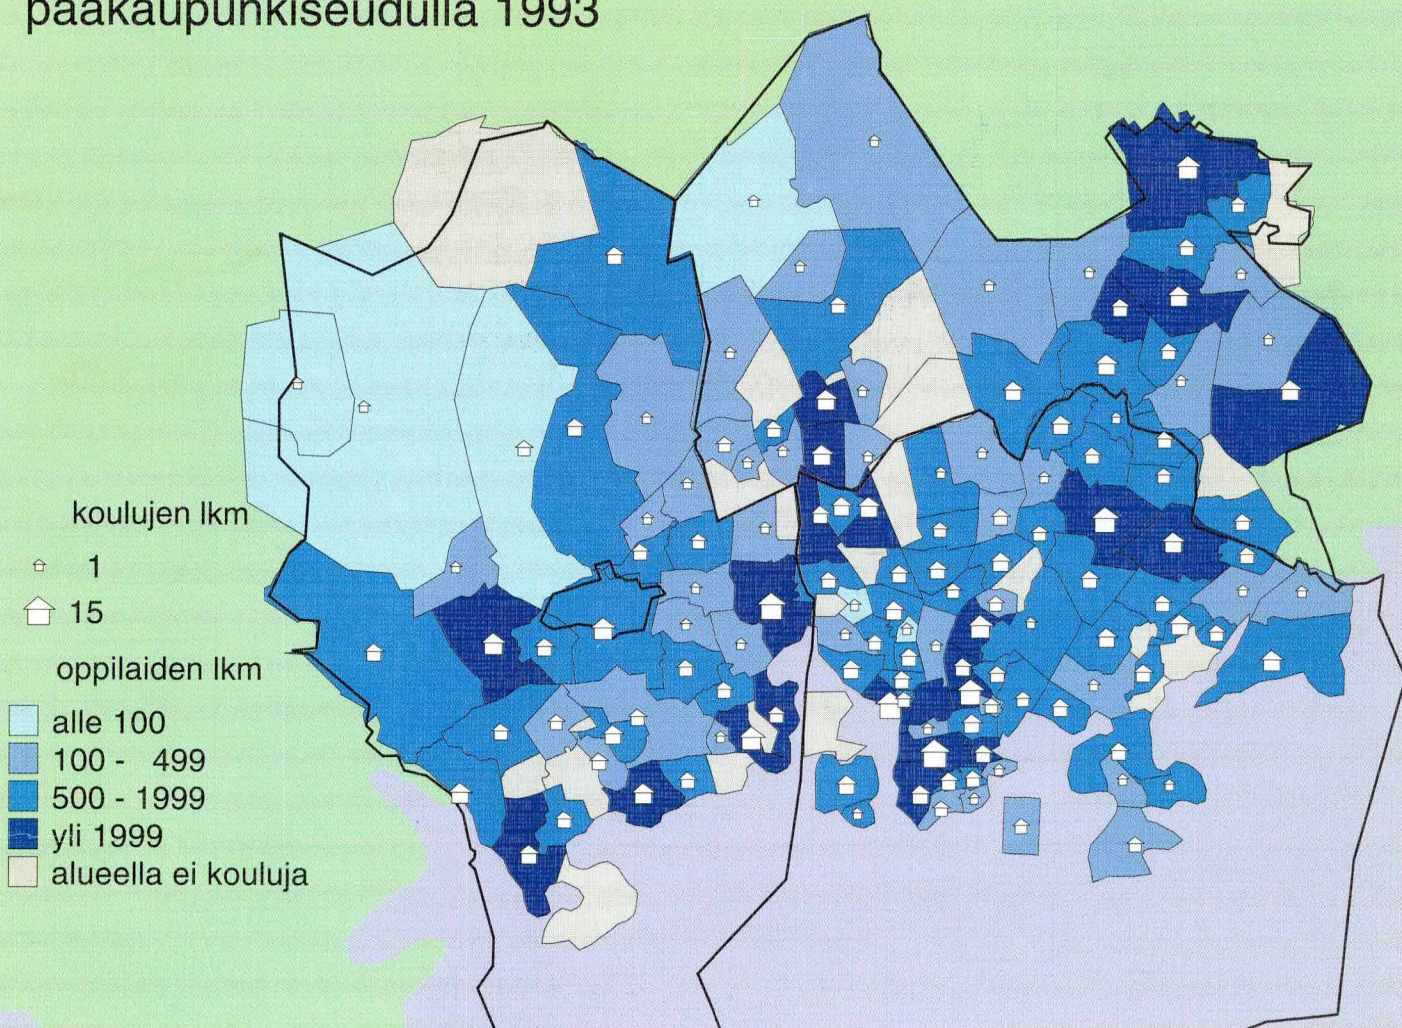 pääkaupunkiseudulla 1993
koulujen lkm
1
15
oppilaiden lkm
alle 100
100 - 499
500 - 1999
yli 1999
alueella ei kouluja